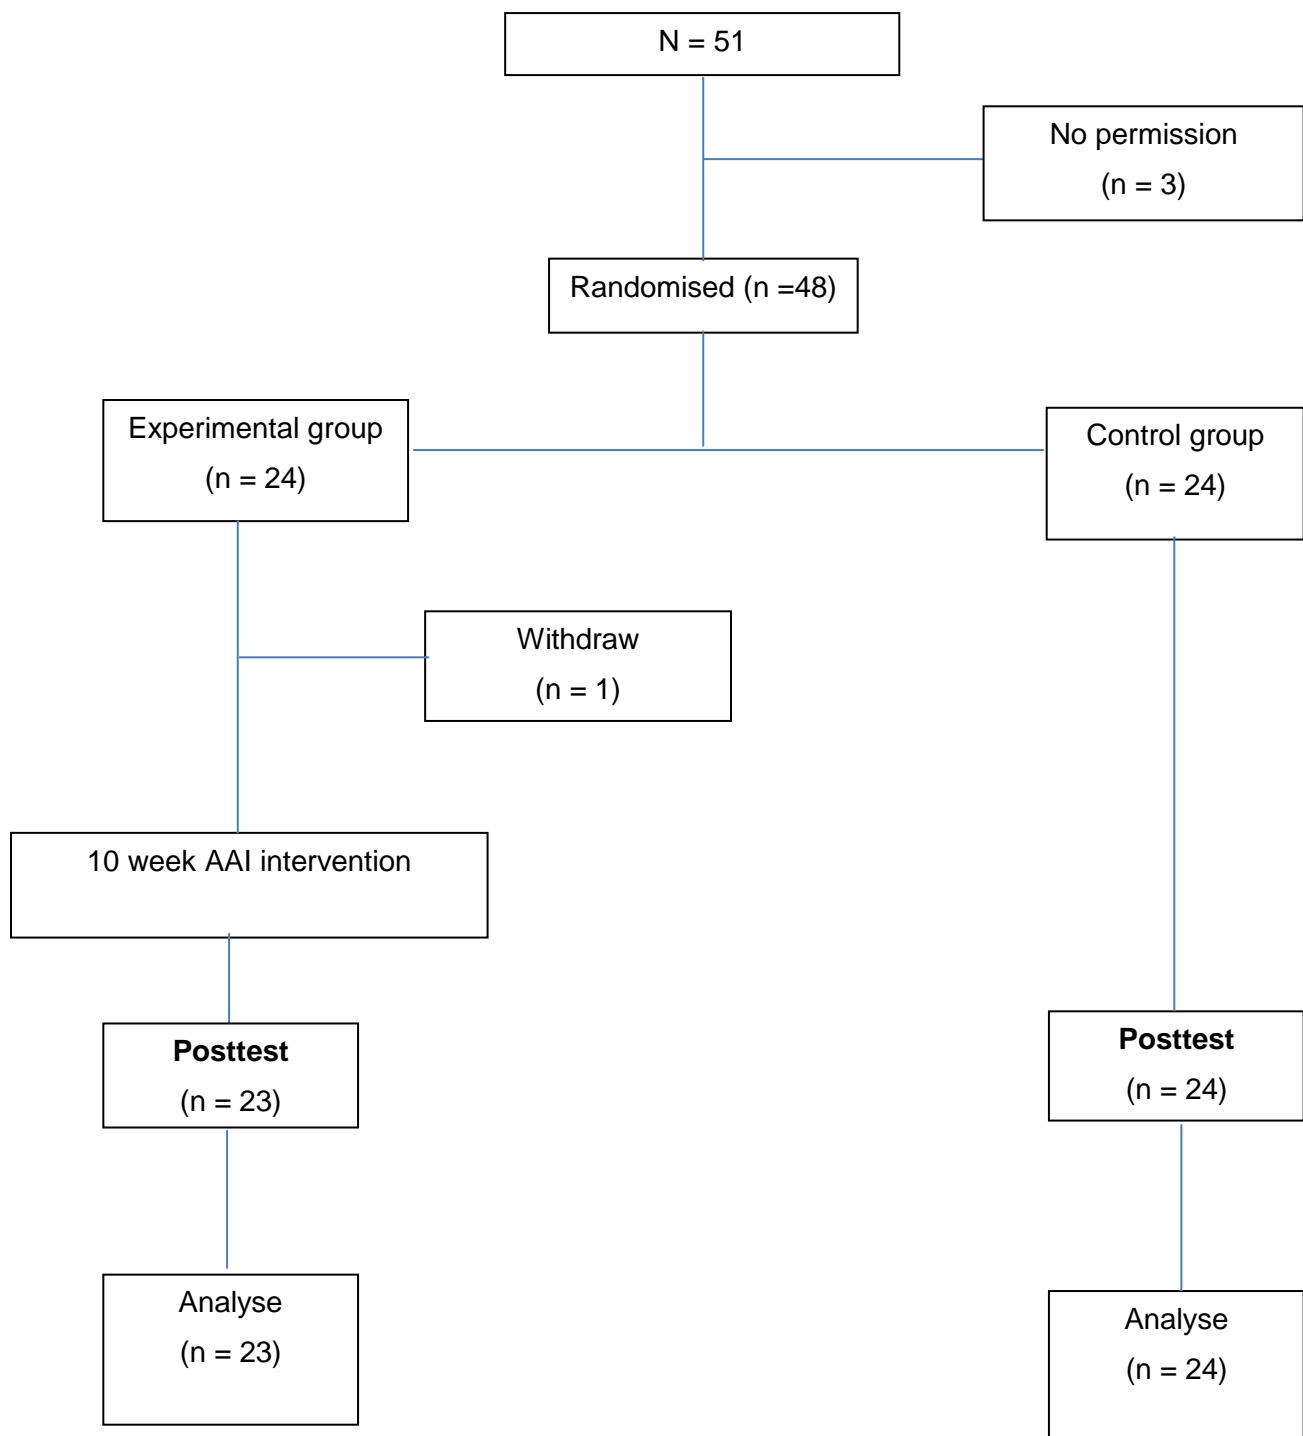 N = 51
No permission
(n = 3)
Randomised (n =48)
Experimental group
(n = 24)
Control group
(n = 24)
Withdraw
(n = 1)
10 week AAI intervention
Posttest
(n = 23)
Posttest
(n = 24)
Analyse
(n = 23)
Analyse
(n = 24)